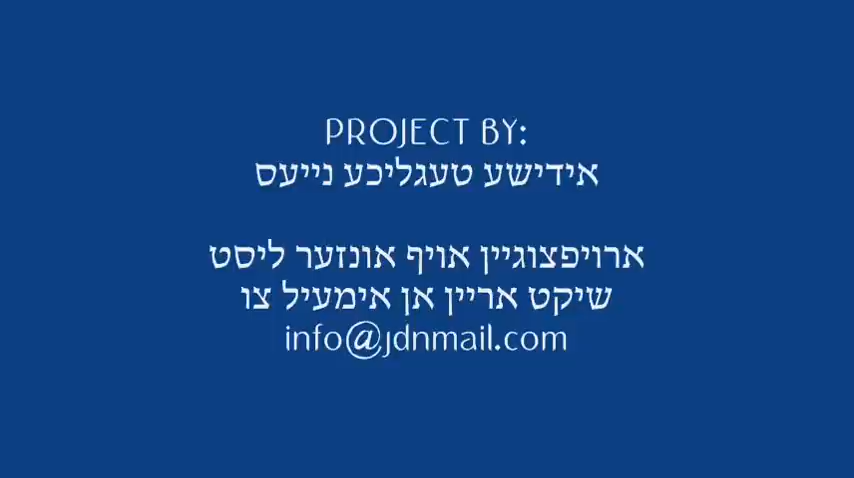 PROJECT BY:
אידישע טעגליכע נייעס
ארויפצוגיין אויף אונזער ליסט
שיקט אריין אן אימעיל צו
info@jdnmail.com